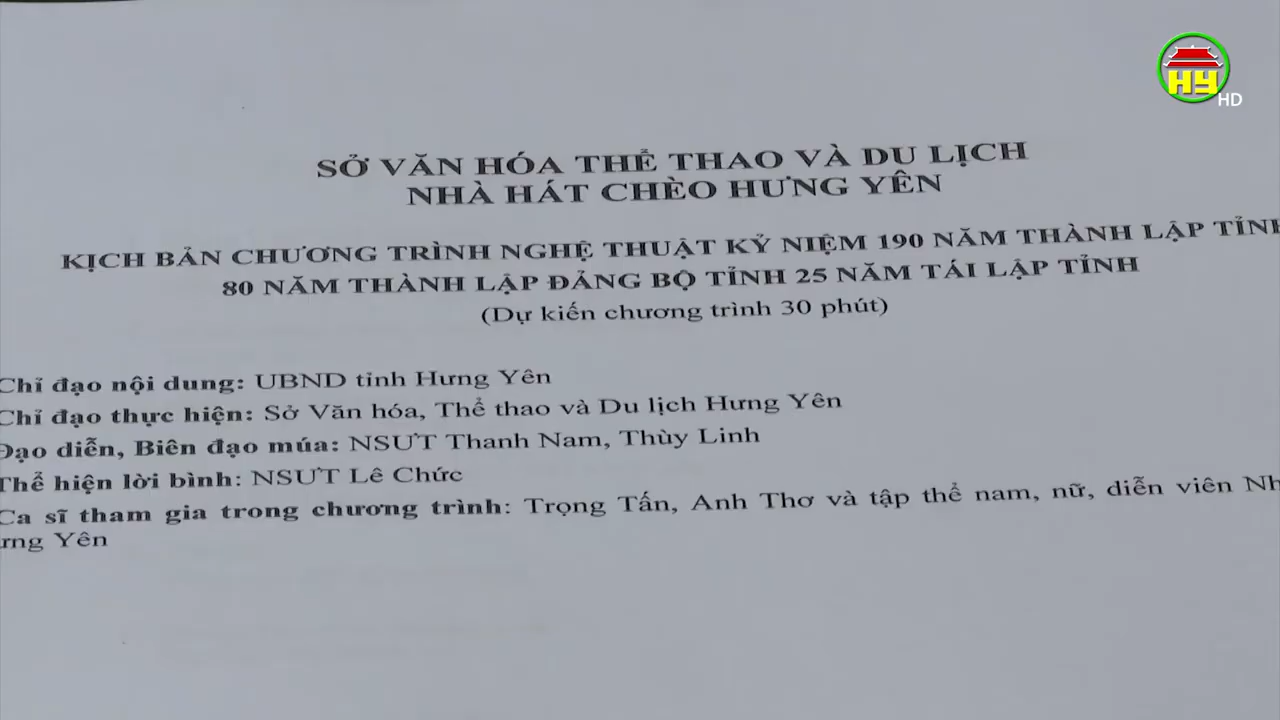 HY
HD
SỞ VĂN HÓA THỂ THAO VÀ DU LỊCH
NHÀ HÁT CHÈO HƯNG YÊN
KỊCH BẢN CHƯƠNG TRÌNH NGHỆ THUẬT KỶ NIỆM 190 NĂM THÀNH LẬP TỈNH
80 NĂM THÀNH LẬP ĐẢNG BỘ TỈNH 25 NĂM TÁI LẬP TỈNH
(Dự kiến chương trình 30 phút)
Chỉ đạo nội dung: UBND tỉnh Hưng Yên
Chỉ đạo thực hiện: Sở Văn hóa, Thể thao và Du lịch Hưng Yên
Đạo diễn, Biên đạo múa: NSƯT Thanh Nam, Thùy Linh
Thể hiện lời bình: NSƯT Lê Chức
Ca sĩ tham gia trong chương trình: Trọng Tấn, Anh Thơ và tập thể nam, nữ, diễn viên Nh
ưng Yên